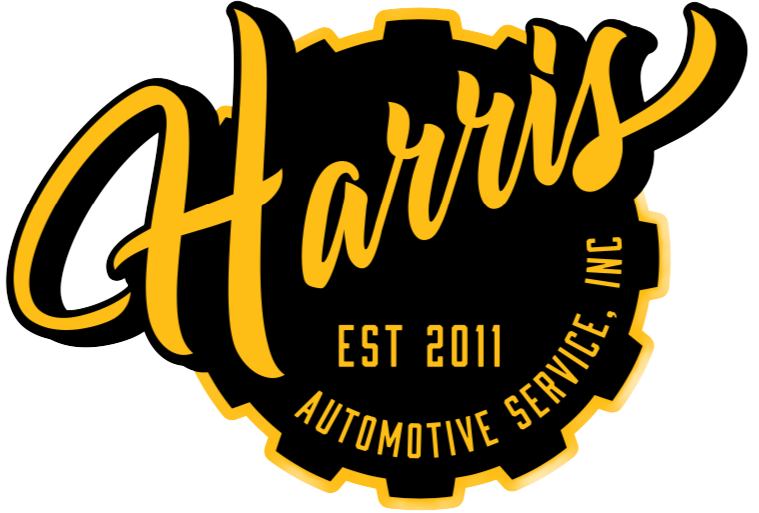 Harris
EST 2011
AUTOMOTIVE SERVICE, INC